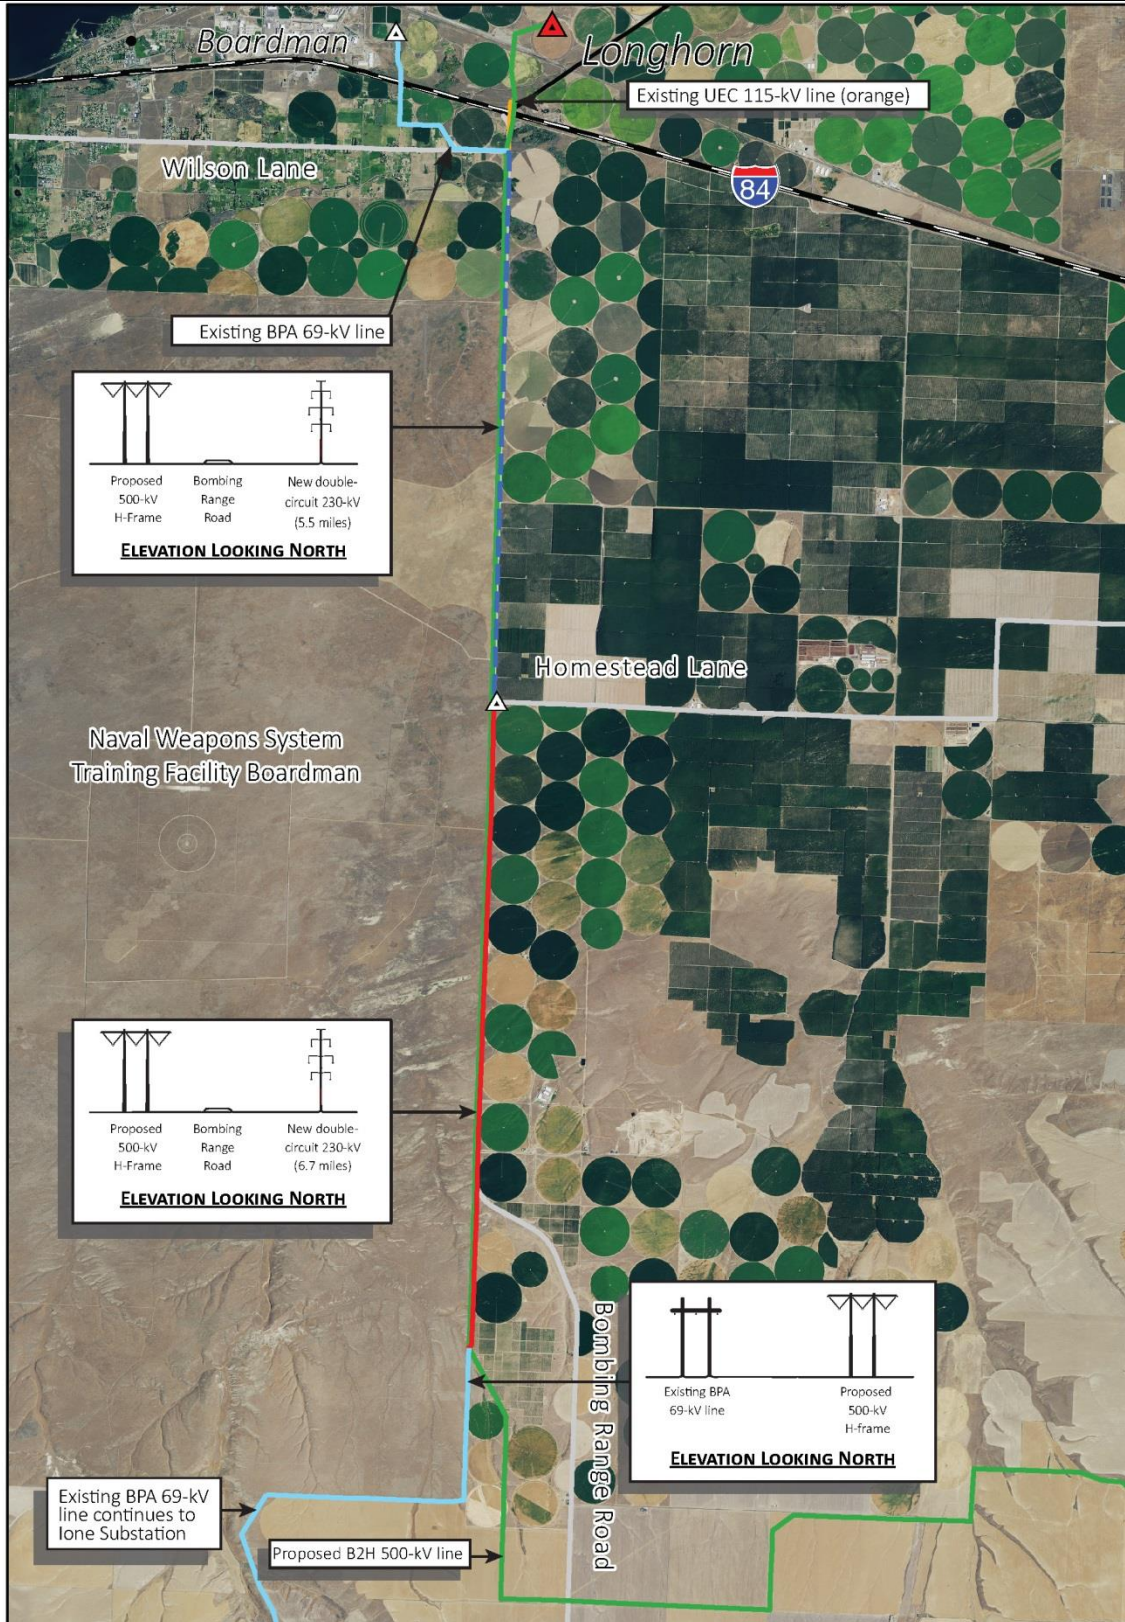 Boardman
Longhorn
Existing UEC 115-kV line (orange)
Wilson Lane
84
Existing BPA 69-kV line
Proposed
500-kV
H-Frame
Bombing
Range
Road
New double-
circuit 230-kV
(5.5 miles)
ELEVATION LOOKING NORTH
Homestead Lane
Naval Weapons System
Training Facility Boardman
Proposed
500-kV
H-Frame
Bombing
Range
Road
New double-
circuit 230-kV
(6.7 miles)
ELEVATION LOOKING NORTH
Bombing Range Road
Existing BPA
69-kV line
Proposed
500-kV
H-frame
ELEVATION LOOKING NORTH
Existing BPA 69-kV
line continues to
Ione Substation
Proposed B2H 500-kV line